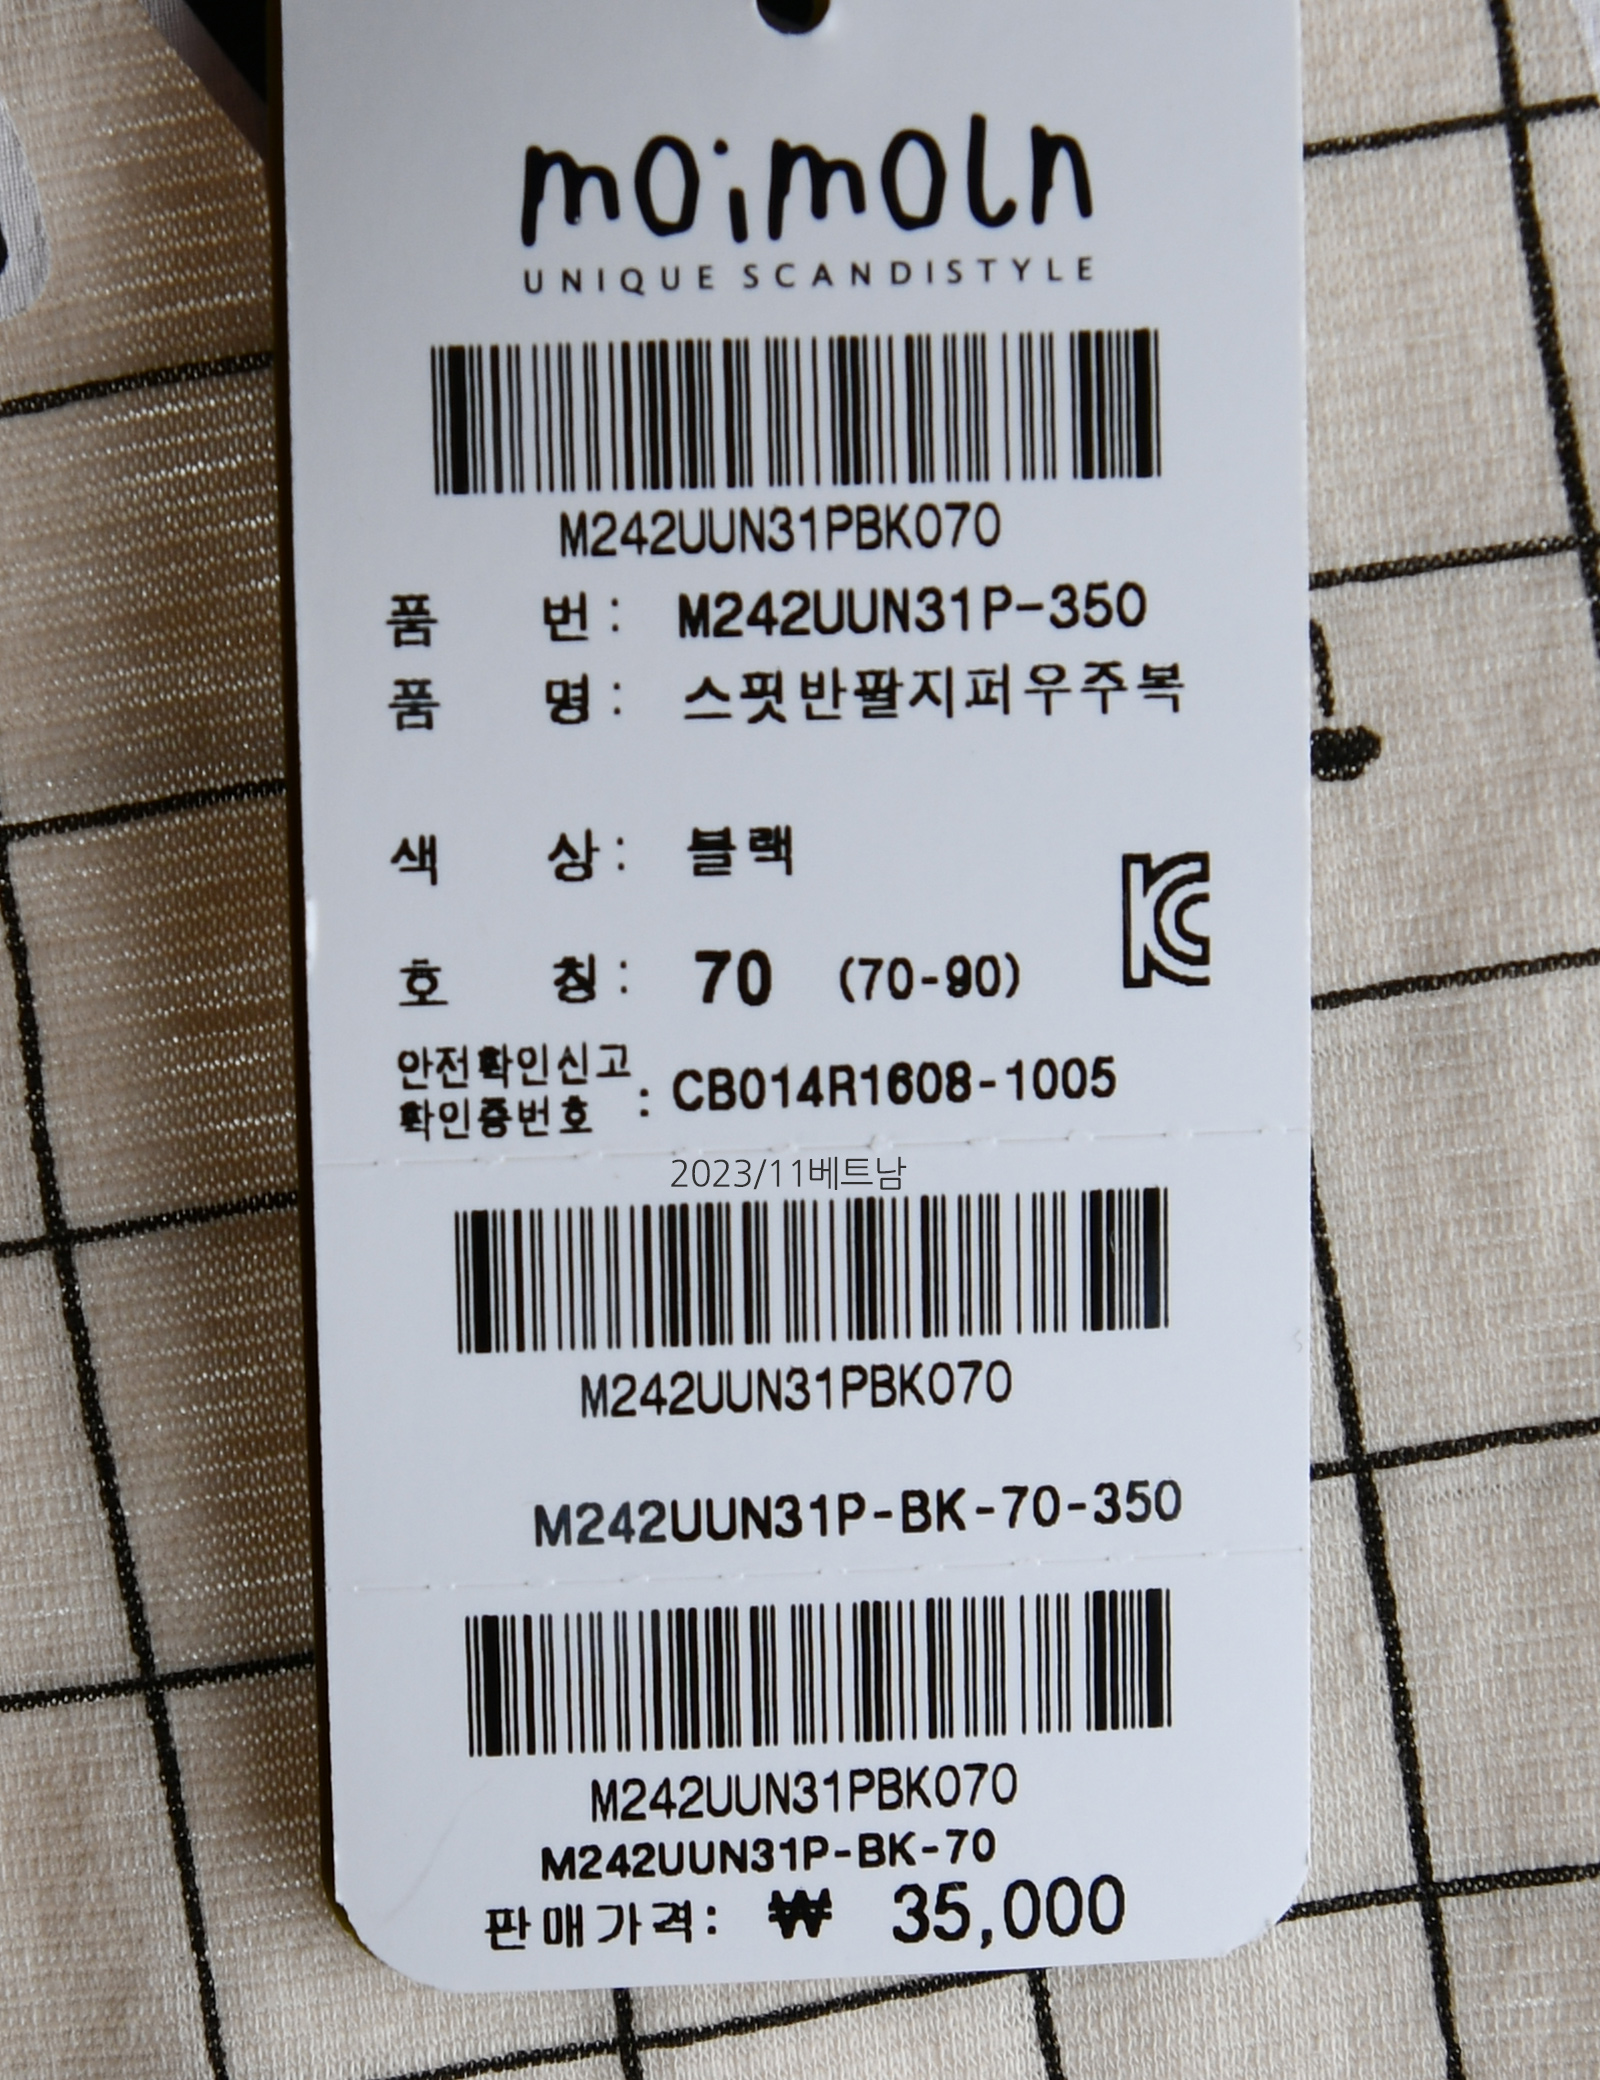 moimoln
UNIQUE SCANDISTYLE
M242UUN31PBK070
품 번 : M242UUN31P-350
품 명 : 스핏반팔지퍼우주복
색 상 : 블랙
호 칭 : 70 (70-90)
안전확인신고
확인증번호 : CB014R1608-1005
2023/11베트남
M242UUN31PBK070
M242UUN31P-BK-70-350
M242UUN31PBK070
M242UUN31P-BK-70
판매가격: ₩ 35,000